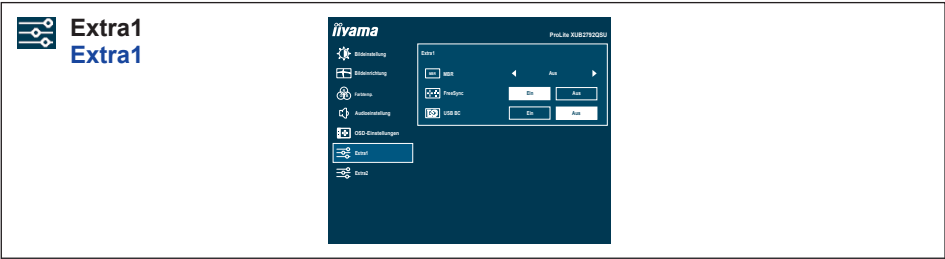 Extra1
Extra1
iiyama
ProLite XUB2792QSU
Bildeinstellung
Extra1
Bildeinrichtung
MBR MBR Aus
Farbtemp.
FreeSync Ein Aus
Audioeinstellung
USB BC Ein Aus
OSD-Einstellungen
Extra1
Extra2